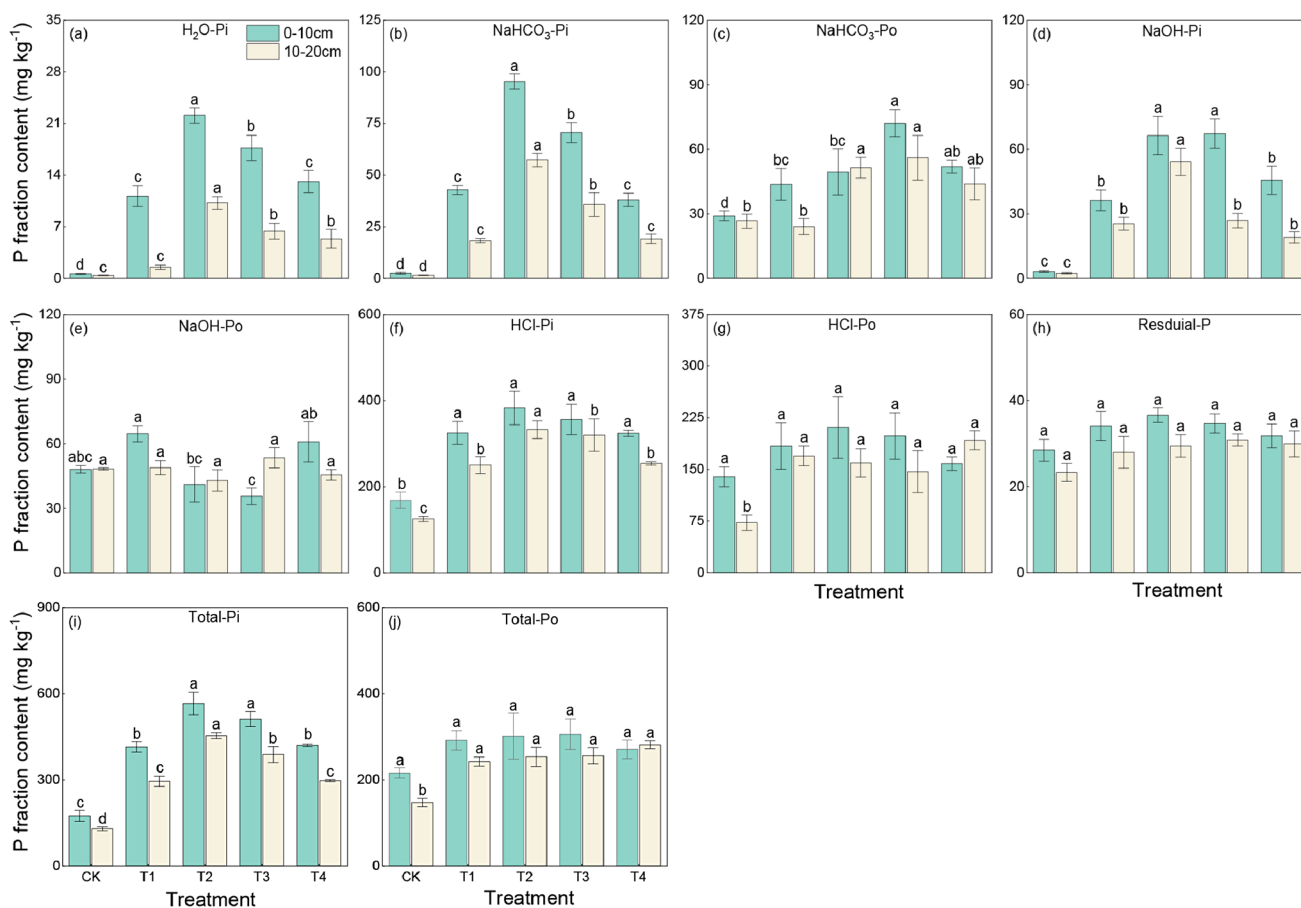 P fraction content (mg kg⁻¹)
(a) H₂O-Pi
0-10cm
10-20cm
35
28
21
14
7
0
d c b c a a b b c b
(b) NaHCO₃-Pi
125
100
75
50
25
0
d d c c a a b b c c
(c) NaHCO₃-Po
120
90
60
30
0
d b bc b bc a a a ab ab
(d) NaOH-Pi
120
90
60
30
0
c c b b a a a b b b
P fraction content (mg kg⁻¹)
(e) NaOH-Po
120
90
60
30
0
abc a a a bc a c a ab a
(f) HCl-Pi
600
400
200
0
b c a b a a a a b a b
(g) HCl-Po
375
300
225
150
75
0
a b a a a a a a a a
Treatment
(h) Resduial-P
60
40
20
0
a a a a a a a a a a
Treatment
P fraction content (mg kg⁻¹)
(i) Total-Pi
900
600
300
0
c d b c a a a b b c
CK T1 T2 T3 T4
Treatment
(j) Total-Po
600
400
200
0
a b a a a a a a a a
CK T1 T2 T3 T4
Treatment